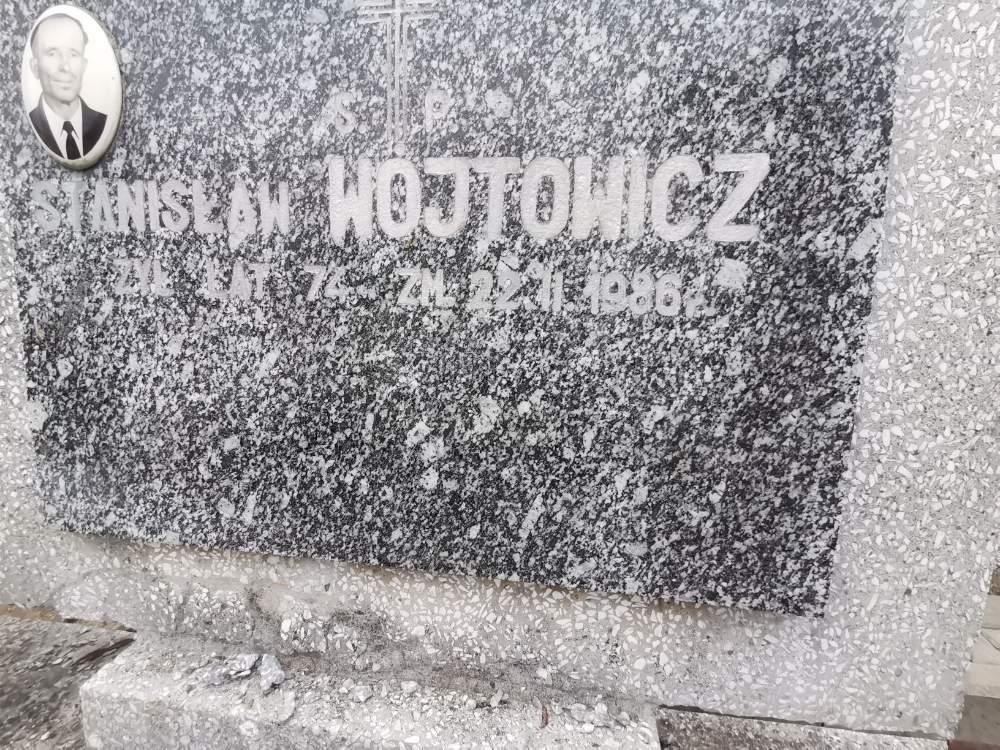 Ś P
STANISŁAW WÓJTOWICZ
ŻYŁ LAT 74 ZM. 22.II.1986 R.